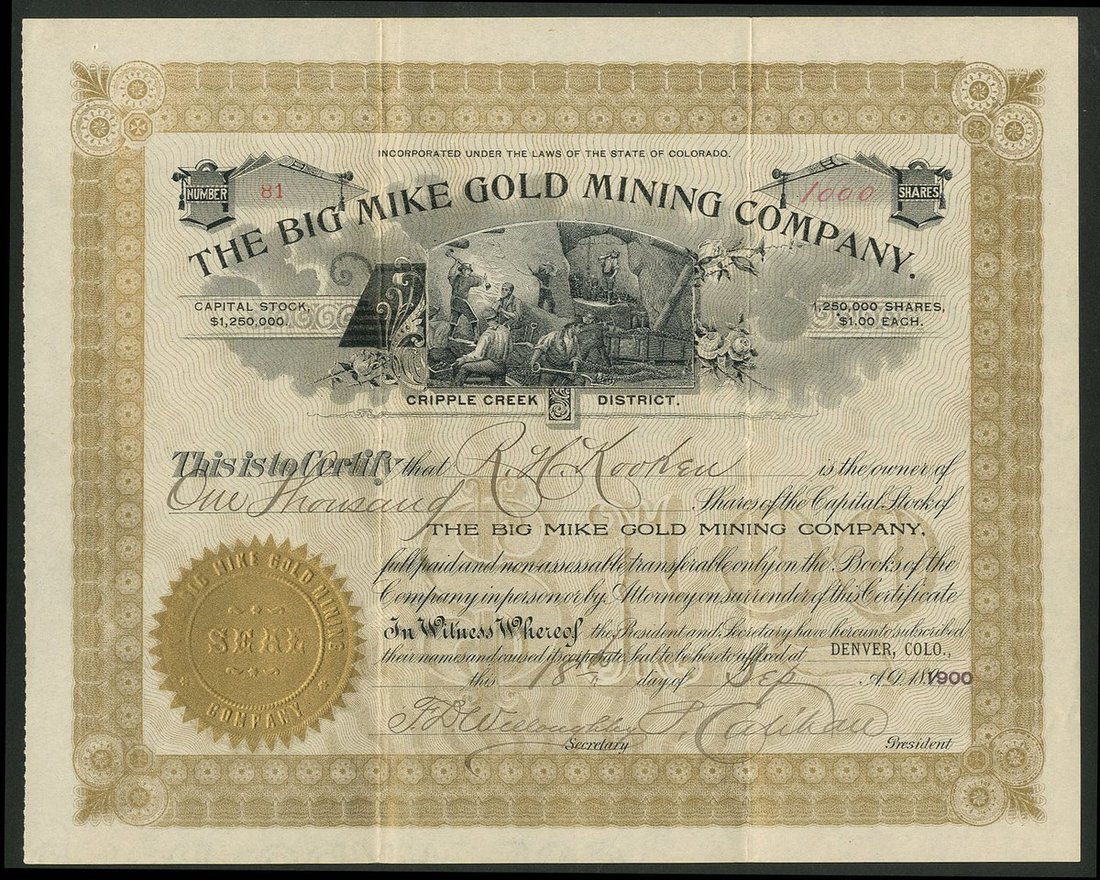 INCORPORATED UNDER THE LAWS OF THE STATE OF COLORADO.
NUMBER 81
1000 SHARES
THE BIG MIKE GOLD MINING COMPANY.
CAPITAL STOCK,
$1,250,000.
1,250,000 SHARES,
$1.00 EACH.
CRIPPLE CREEK DISTRICT.
This is to Certify that R. H. Kooken is the owner of
One Thousand Shares of the Capital Stock of
THE BIG MIKE GOLD MINING COMPANY,
full paid and non-assessable transferable only on the Books of the
Company in person or by Attorney on surrender of this Certificate
In Witness Whereof the President and Secretary have hereunto subscribed
their names and caused its corporate Seal to be hereto affixed at DENVER, COLO.,
this 18th day of Sep A.D. 1900
T. B. Willoughby
Secretary President
BIG MIKE GOLD MINING
SEAL
COMPANY